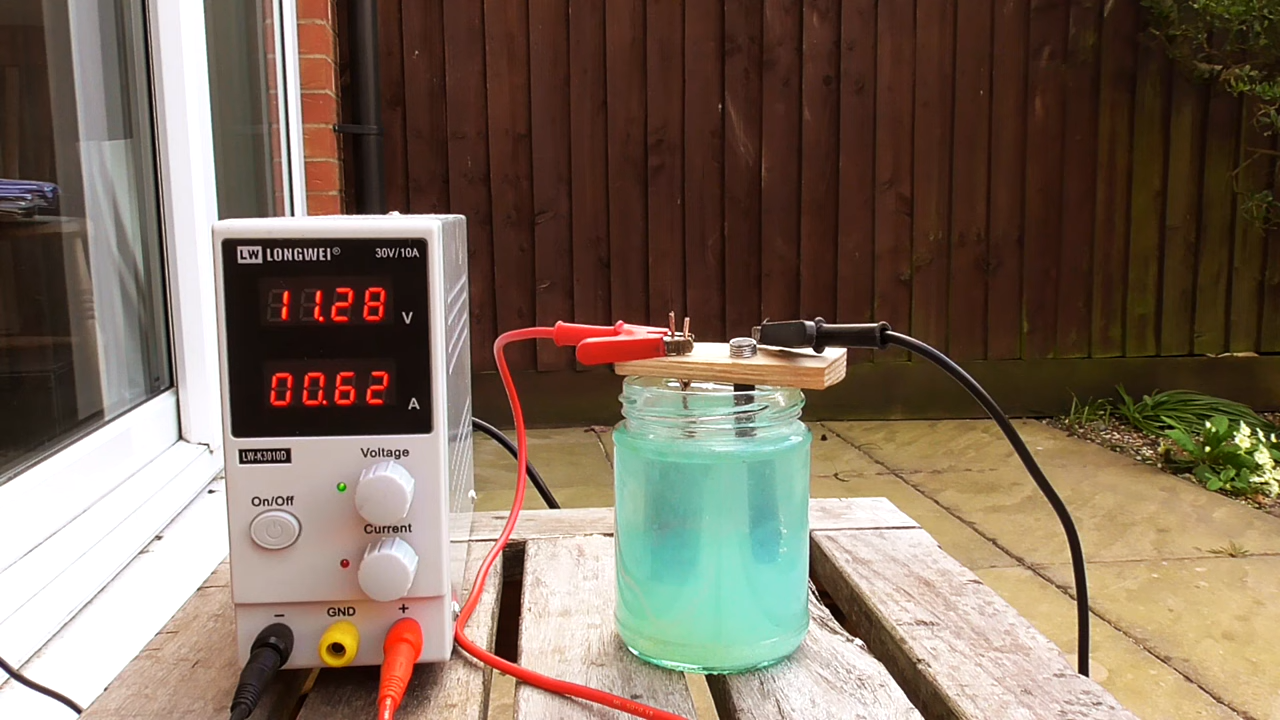 LW LONGWEI® 30V/10A
11.28 V
00.62 A
LW-K3010D
Voltage
On/Off
Current
− GND +